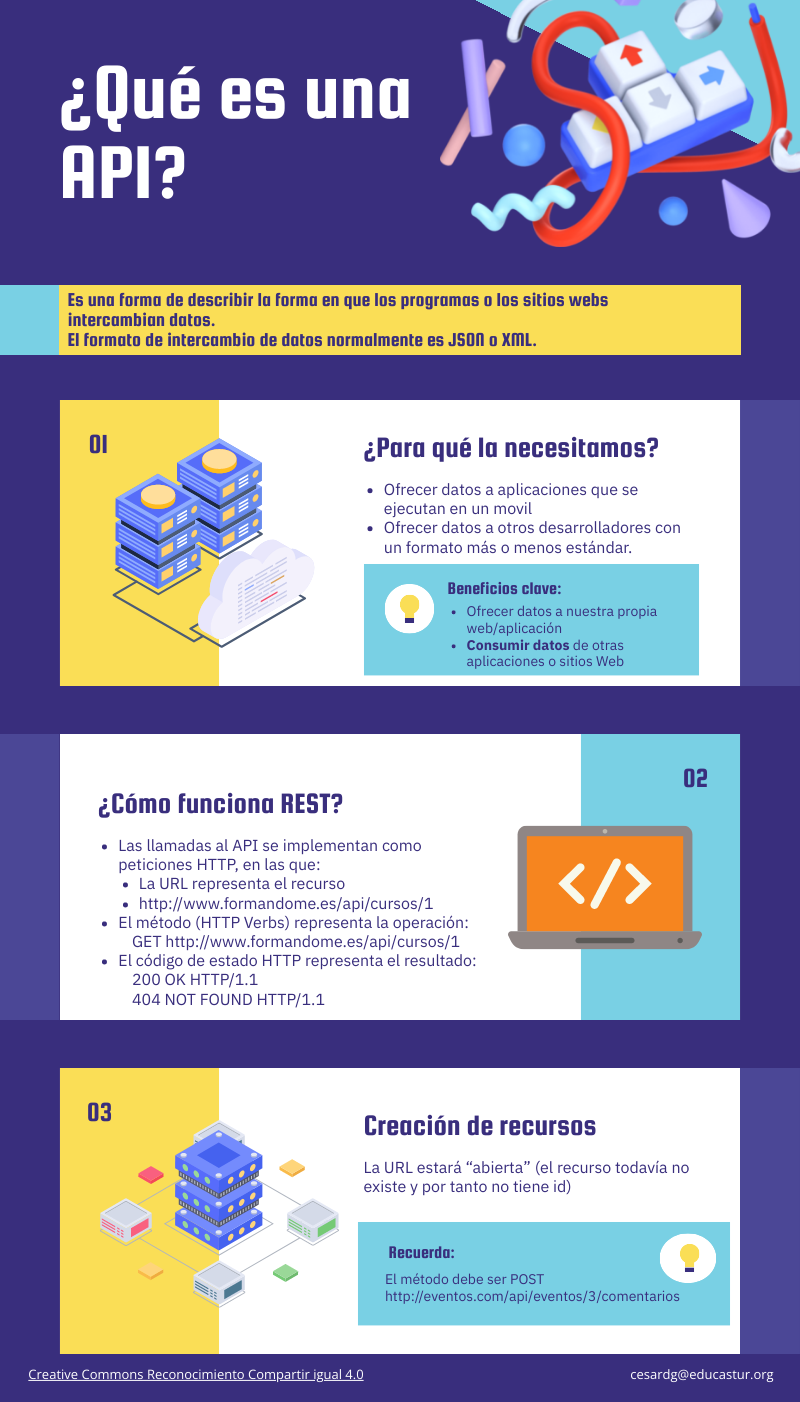 ¿Qué es una
API?
Es una forma de describir la forma en que los programas o los sitios webs
intercambian datos.
El formato de intercambio de datos normalmente es JSON o XML.
01
¿Para qué la necesitamos?
• Ofrecer datos a aplicaciones que se
ejecutan en un movil
• Ofrecer datos a otros desarrolladores con
un formato más o menos estándar.
Beneficios clave:
• Ofrecer datos a nuestra propia
web/aplicación
• Consumir datos de otras
aplicaciones o sitios Web
02
¿Cómo funciona REST?
• Las llamadas al API se implementan como
peticiones HTTP, en las que:
• La URL representa el recurso
• http://www.formandome.es/api/cursos/1
• El método (HTTP Verbs) representa la operación:
GET http://www.formandome.es/api/cursos/1
• El código de estado HTTP representa el resultado:
200 OK HTTP/1.1
404 NOT FOUND HTTP/1.1
</>
03
Creación de recursos
La URL estará “abierta” (el recurso todavía no
existe y por tanto no tiene id)
Recuerda:
El método debe ser POST
http://eventos.com/api/eventos/3/comentarios
Creative Commons Reconocimiento Compartir igual 4.0
cesardg@educastur.org